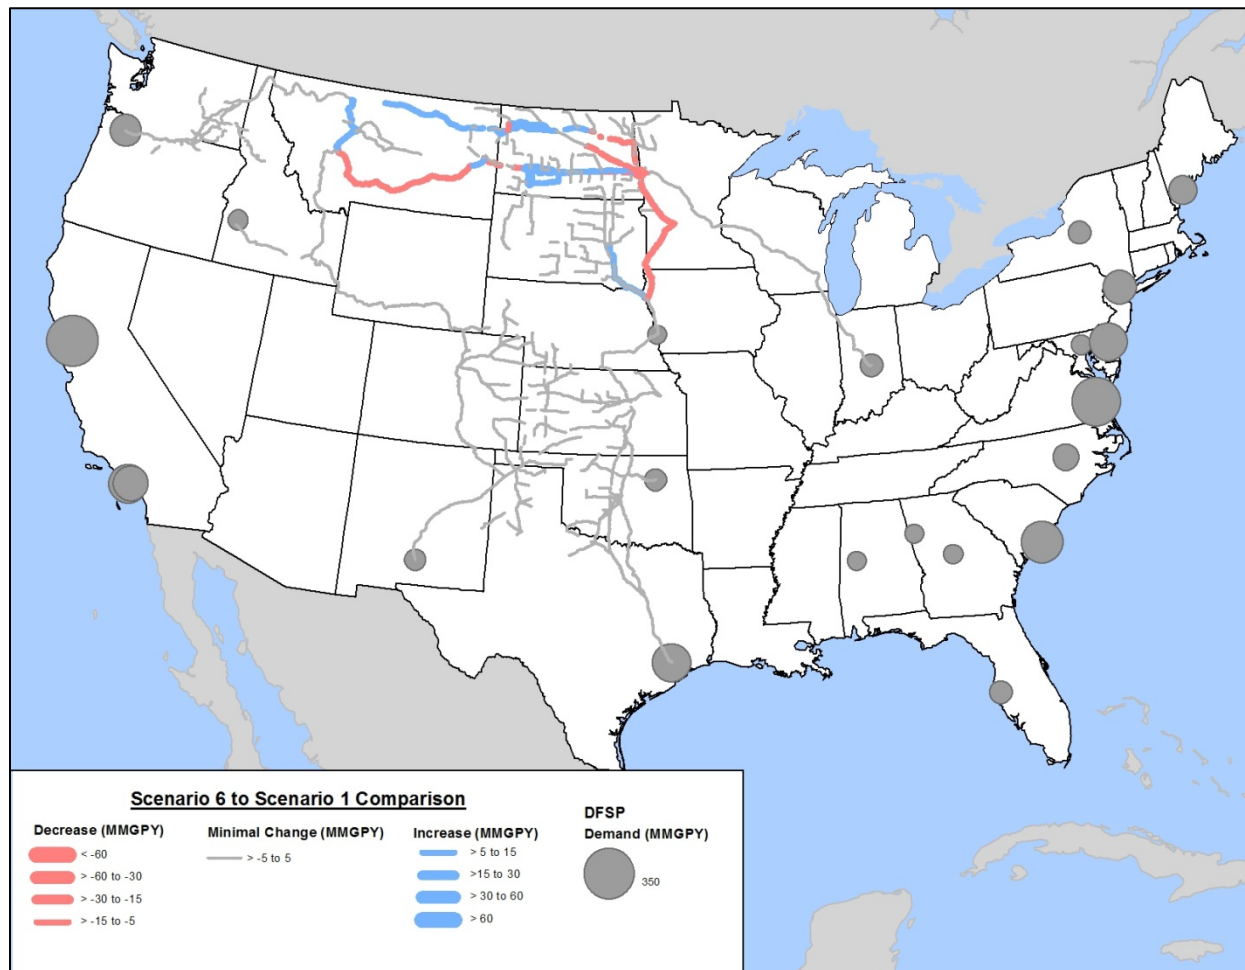 Scenario 6 to Scenario 1 Comparison
Decrease (MMGPY)
< -60
> -60 to -30
> -30 to -15
> -15 to -5
Minimal Change (MMGPY)
> -5 to 5
Increase (MMGPY)
> 5 to 15
>15 to 30
> 30 to 60
> 60
DFSP
Demand (MMGPY)
350